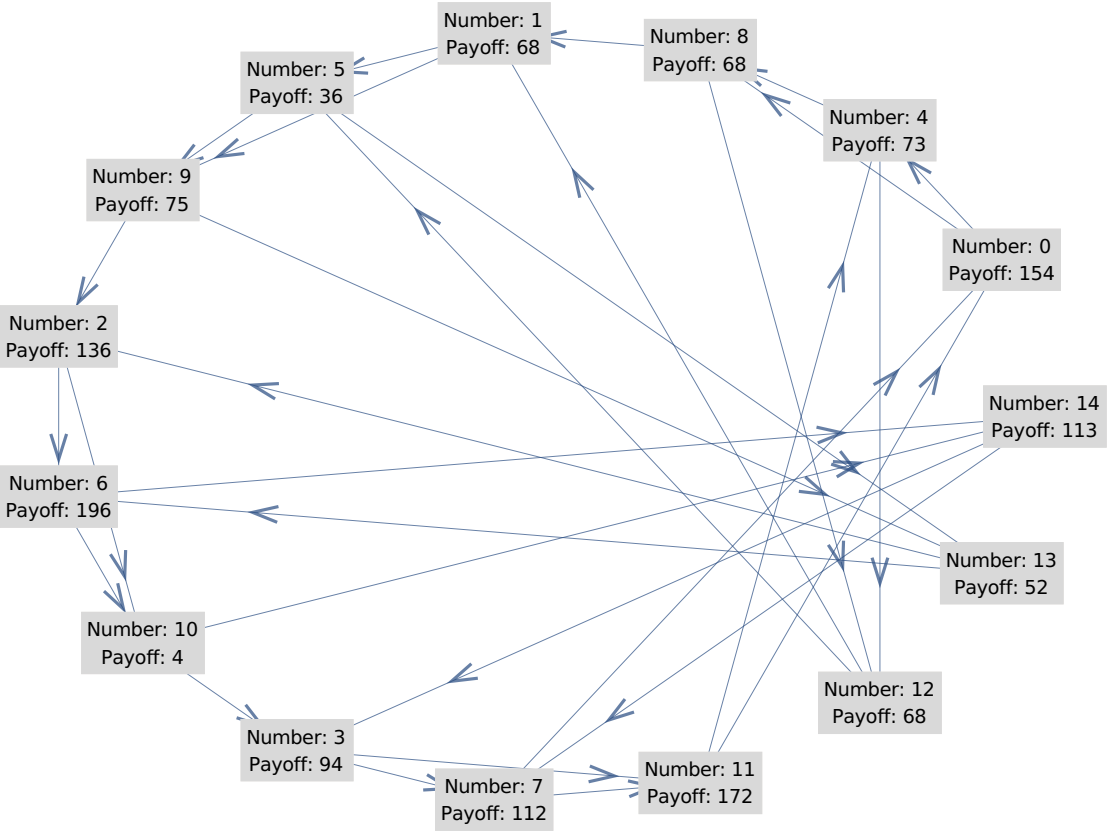 Number: 1
Payoff: 68
Number: 8
Payoff: 68
Number: 5
Payoff: 36
Number: 4
Payoff: 73
Number: 9
Payoff: 75
Number: 0
Payoff: 154
Number: 2
Payoff: 136
Number: 14
Payoff: 113
Number: 6
Payoff: 196
Number: 13
Payoff: 52
Number: 10
Payoff: 4
Number: 12
Payoff: 68
Number: 3
Payoff: 94
Number: 11
Payoff: 172
Number: 7
Payoff: 112